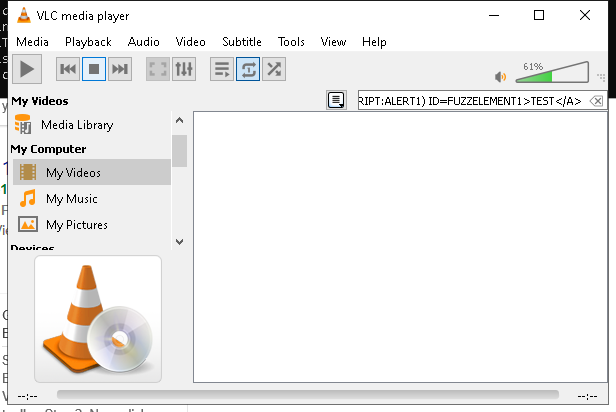 VLC media player
Media Playback Audio Video Subtitle Tools View Help
61%
My Videos
RIPT:ALERT1) ID=FUZZELEMENT1>TEST</A>
Media Library
My Computer
My Videos
My Music
My Pictures
Devices
--:--
--:--